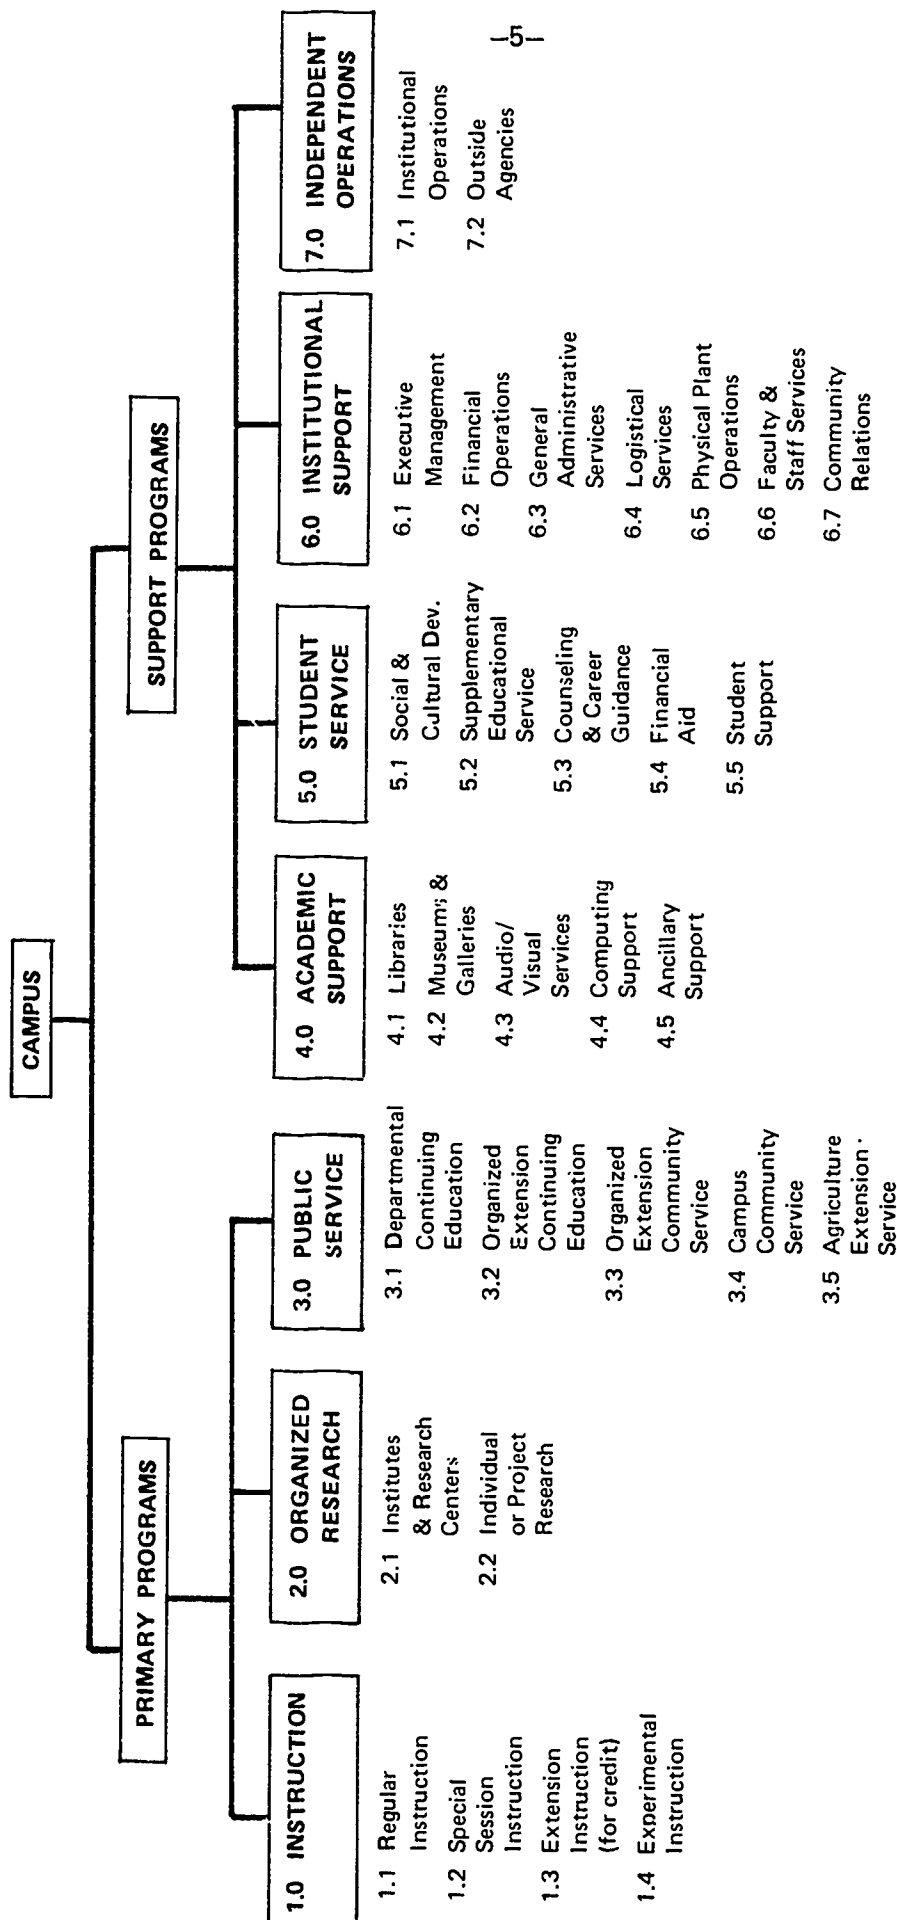 CAMPUS
PRIMARY PROGRAMS
SUPPORT PROGRAMS
1.0 INSTRUCTION
1.1 Regular
Instruction
1.2 Special
Session
Instruction
1.3 Extension
Instruction
(for credit)
1.4 Experimental
Instruction
2.0 ORGANIZED
RESEARCH
2.1 Institutes
& Research
Centers
2.2 Individual
or Project
Research
3.0 PUBLIC
SERVICE
3.1 Departmental
Continuing
Education
3.2 Organized
Extension
Continuing
Education
3.3 Organized
Extension
Community
Service
3.4 Campus
Community
Service
3.5 Agriculture
Extension
Service
4.0 ACADEMIC
SUPPORT
4.1 Libraries
4.2 Museums &
Galleries
4.3 Audio/
Visual
Services
4.4 Computing
Support
4.5 Ancillary
Support
5.0 STUDENT
SERVICE
5.1 Social &
Cultural Dev.
5.2 Supplementary
Educational
Service
5.3 Counseling
& Career
Guidance
5.4 Financial
Aid
5.5 Student
Support
6.0 INSTITUTIONAL
SUPPORT
6.1 Executive
Management
6.2 Financial
Operations
6.3 General
Administrative
Services
6.4 Logistical
Services
6.5 Physical Plant
Operations
6.6 Faculty &
Staff Services
6.7 Community
Relations
7.0 INDEPENDENT
OPERATIONS
7.1 Institutional
Operations
7.2 Outside
Agencies
—5—